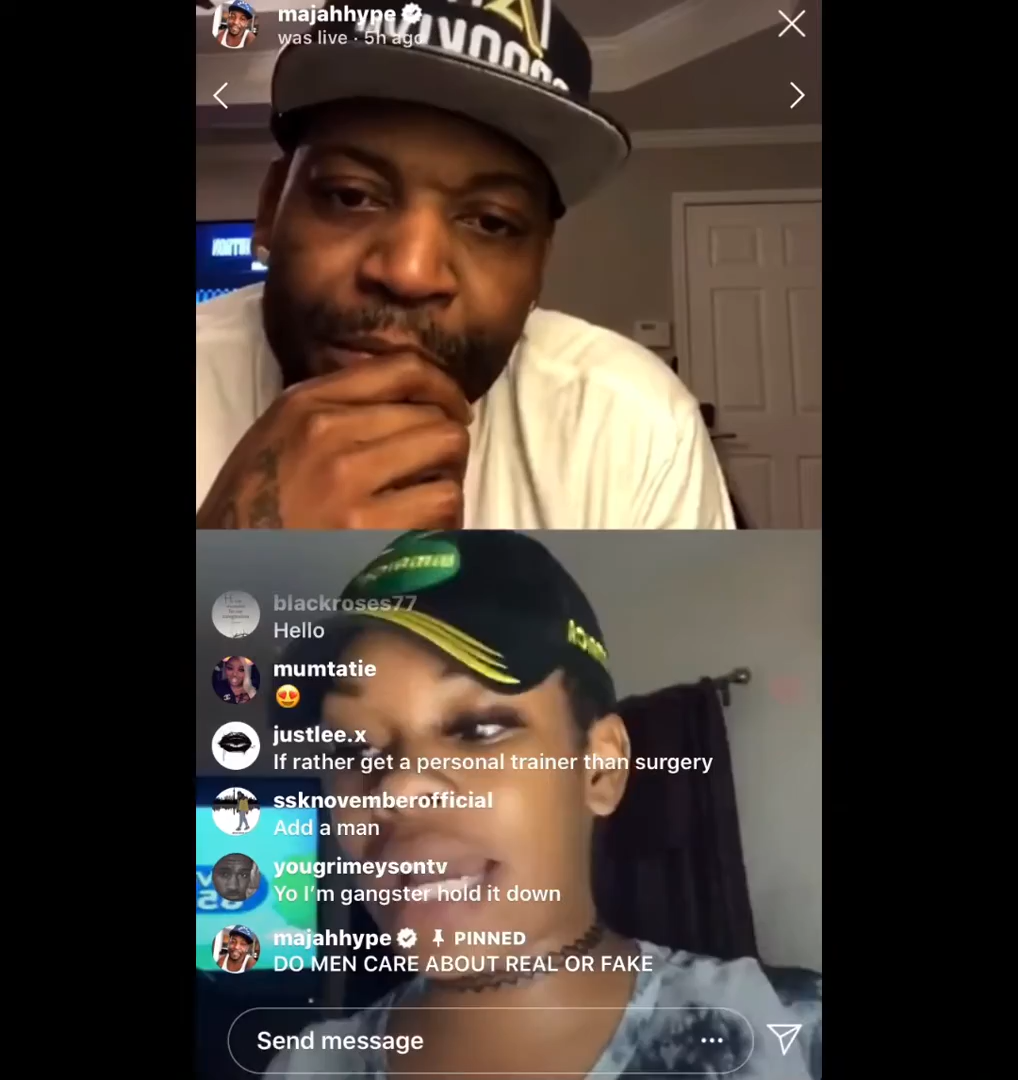 majahhype
was live · 5h ago
blackroses77
Hello
mumtatie
😍
justlee.x
If rather get a personal trainer than surgery
ssknovemberofficial
Add a man
yougrimeysontv
Yo I’m gangster hold it down
majahhype PINNED
DO MEN CARE ABOUT REAL OR FAKE
Send message